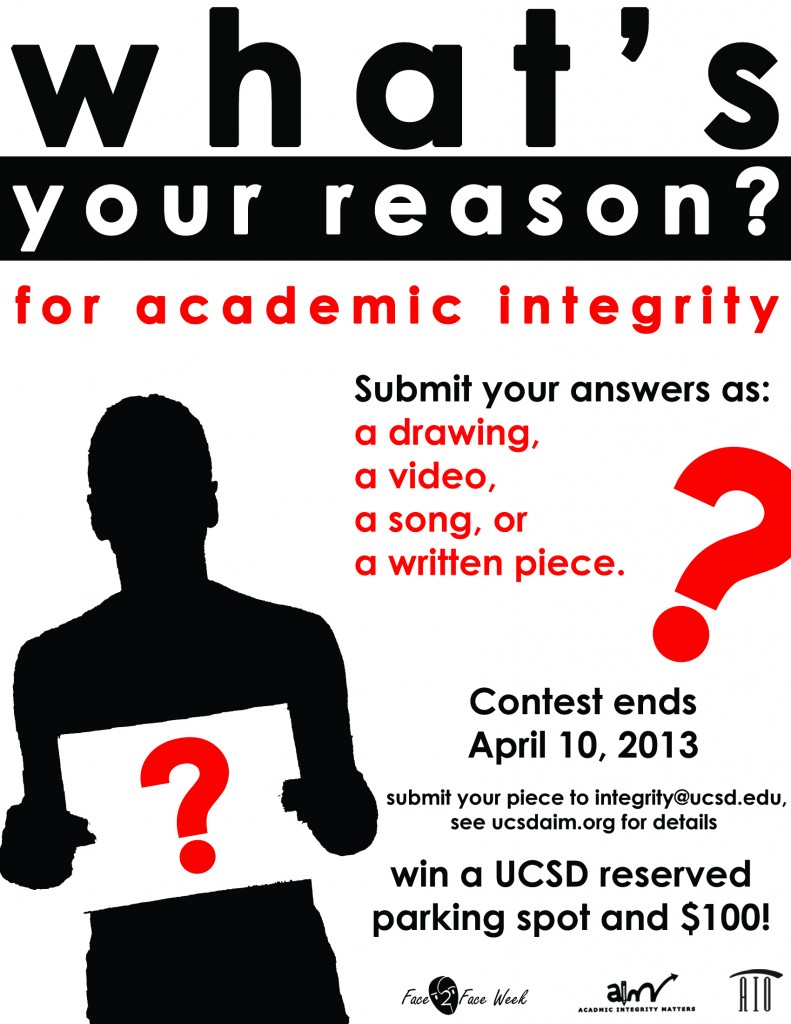 what's
your reason?
for academic integrity
Submit your answers as:
a drawing,
a video,
a song, or
a written piece.
?
?
Contest ends
April 10, 2013
submit your piece to integrity@ucsd.edu,
see ucsdaim.org for details
win a UCSD reserved
parking spot and $100!
Face 2 Face Week
aim
ACADMIC INTEGRITY MATTERS
AIO